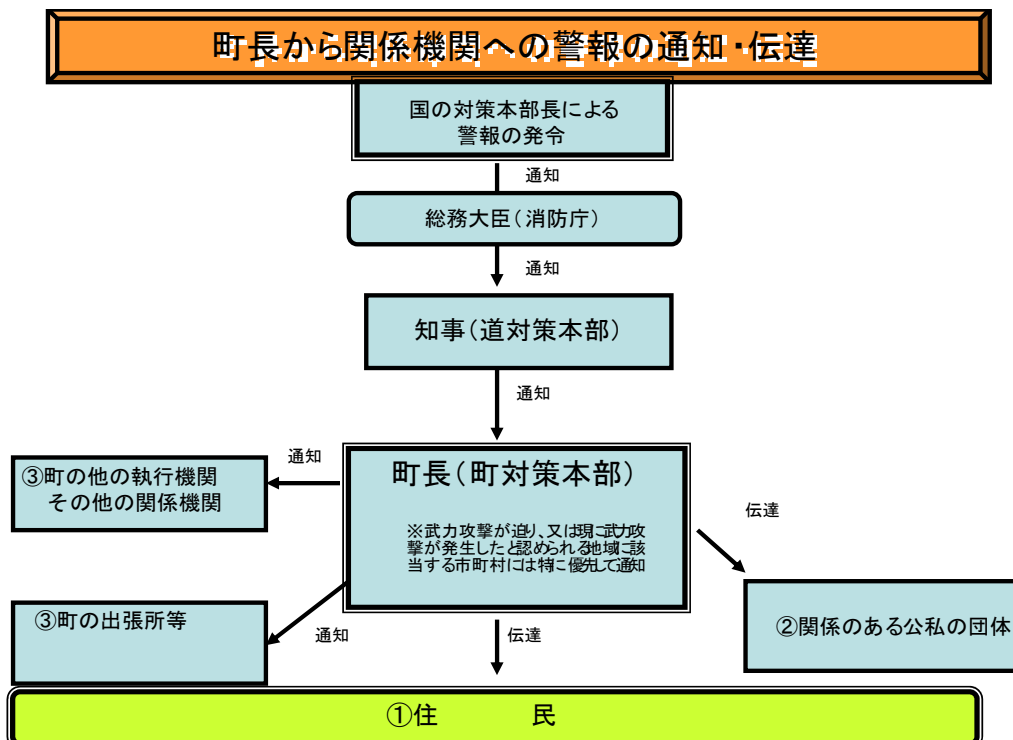 町長から関係機関への警報の通知・伝達
国の対策本部長による
警報の発令
通知
総務大臣(消防庁)
通知
知事(道対策本部)
通知
町長(町対策本部)
※武力攻撃が迫り、又は現に武力攻
撃が発生したと認められる地域に該
当する市町村には特に優先して通知
通知
③町の他の執行機関
その他の関係機関
伝達
③町の出張所等
通知
伝達
②関係のある公私の団体
①住 民